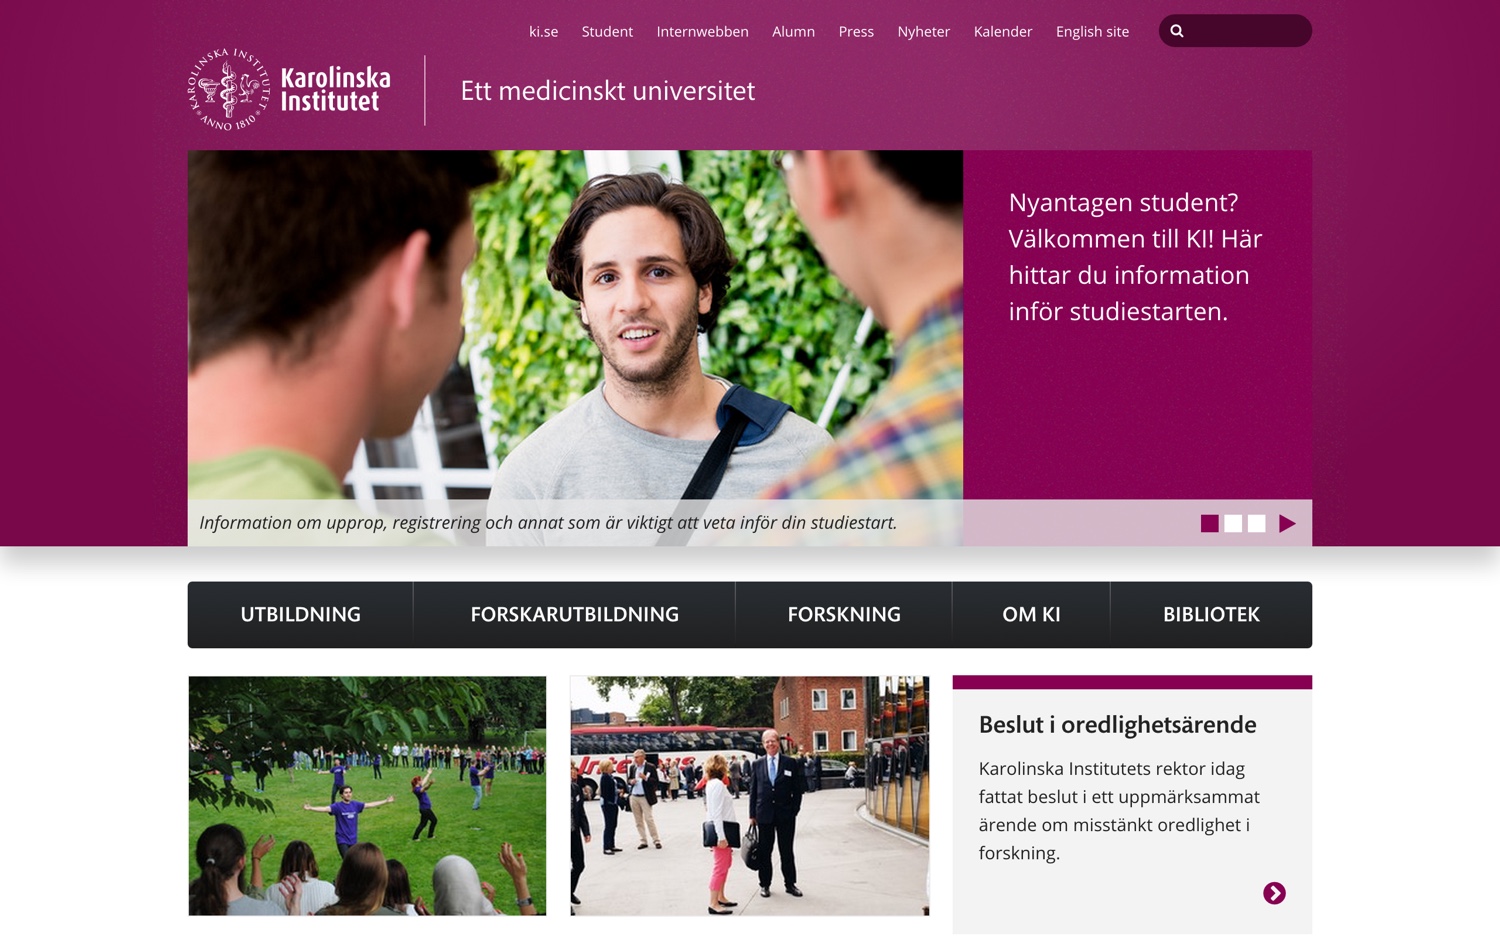 ki.se Student Internwebben Alumn Press Nyheter Kalender English site
KAROLINSKA INSTITUTET ANNO 1810
Karolinska
Institutet
Ett medicinskt universitet
Nyantagen student?
Välkommen till KI! Här
hittar du information
inför studiestarten.
Information om upprop, registrering och annat som är viktigt att veta inför din studiestart.
UTBILDNING FORSKARUTBILDNING FORSKNING OM KI BIBLIOTEK
Beslut i oredlighetsärende
Karolinska Institutets rektor idag
fattat beslut i ett uppmärksammat
ärende om misstänkt oredlighet i
forskning.